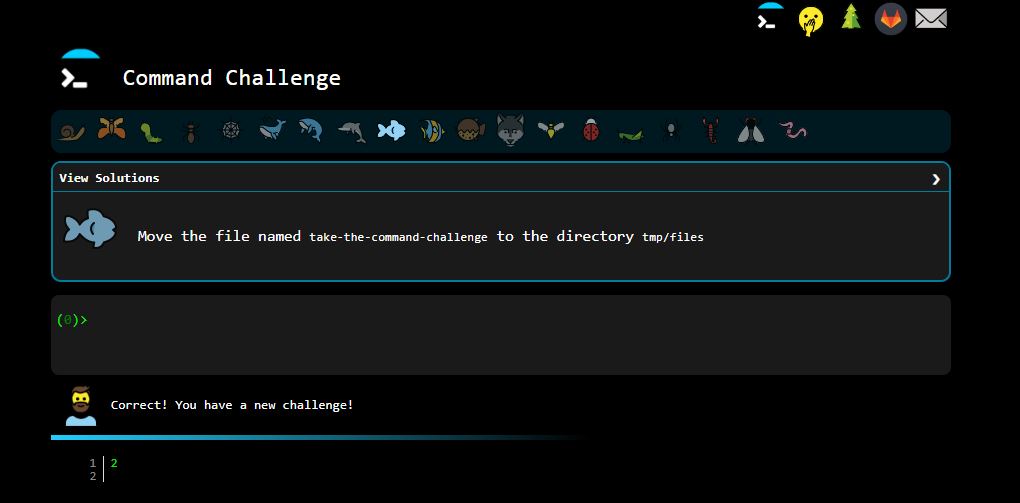 Command Challenge
View Solutions
Move the file named take-the-command-challenge to the directory tmp/files
(0)>
Correct! You have a new challenge!
1 2
2